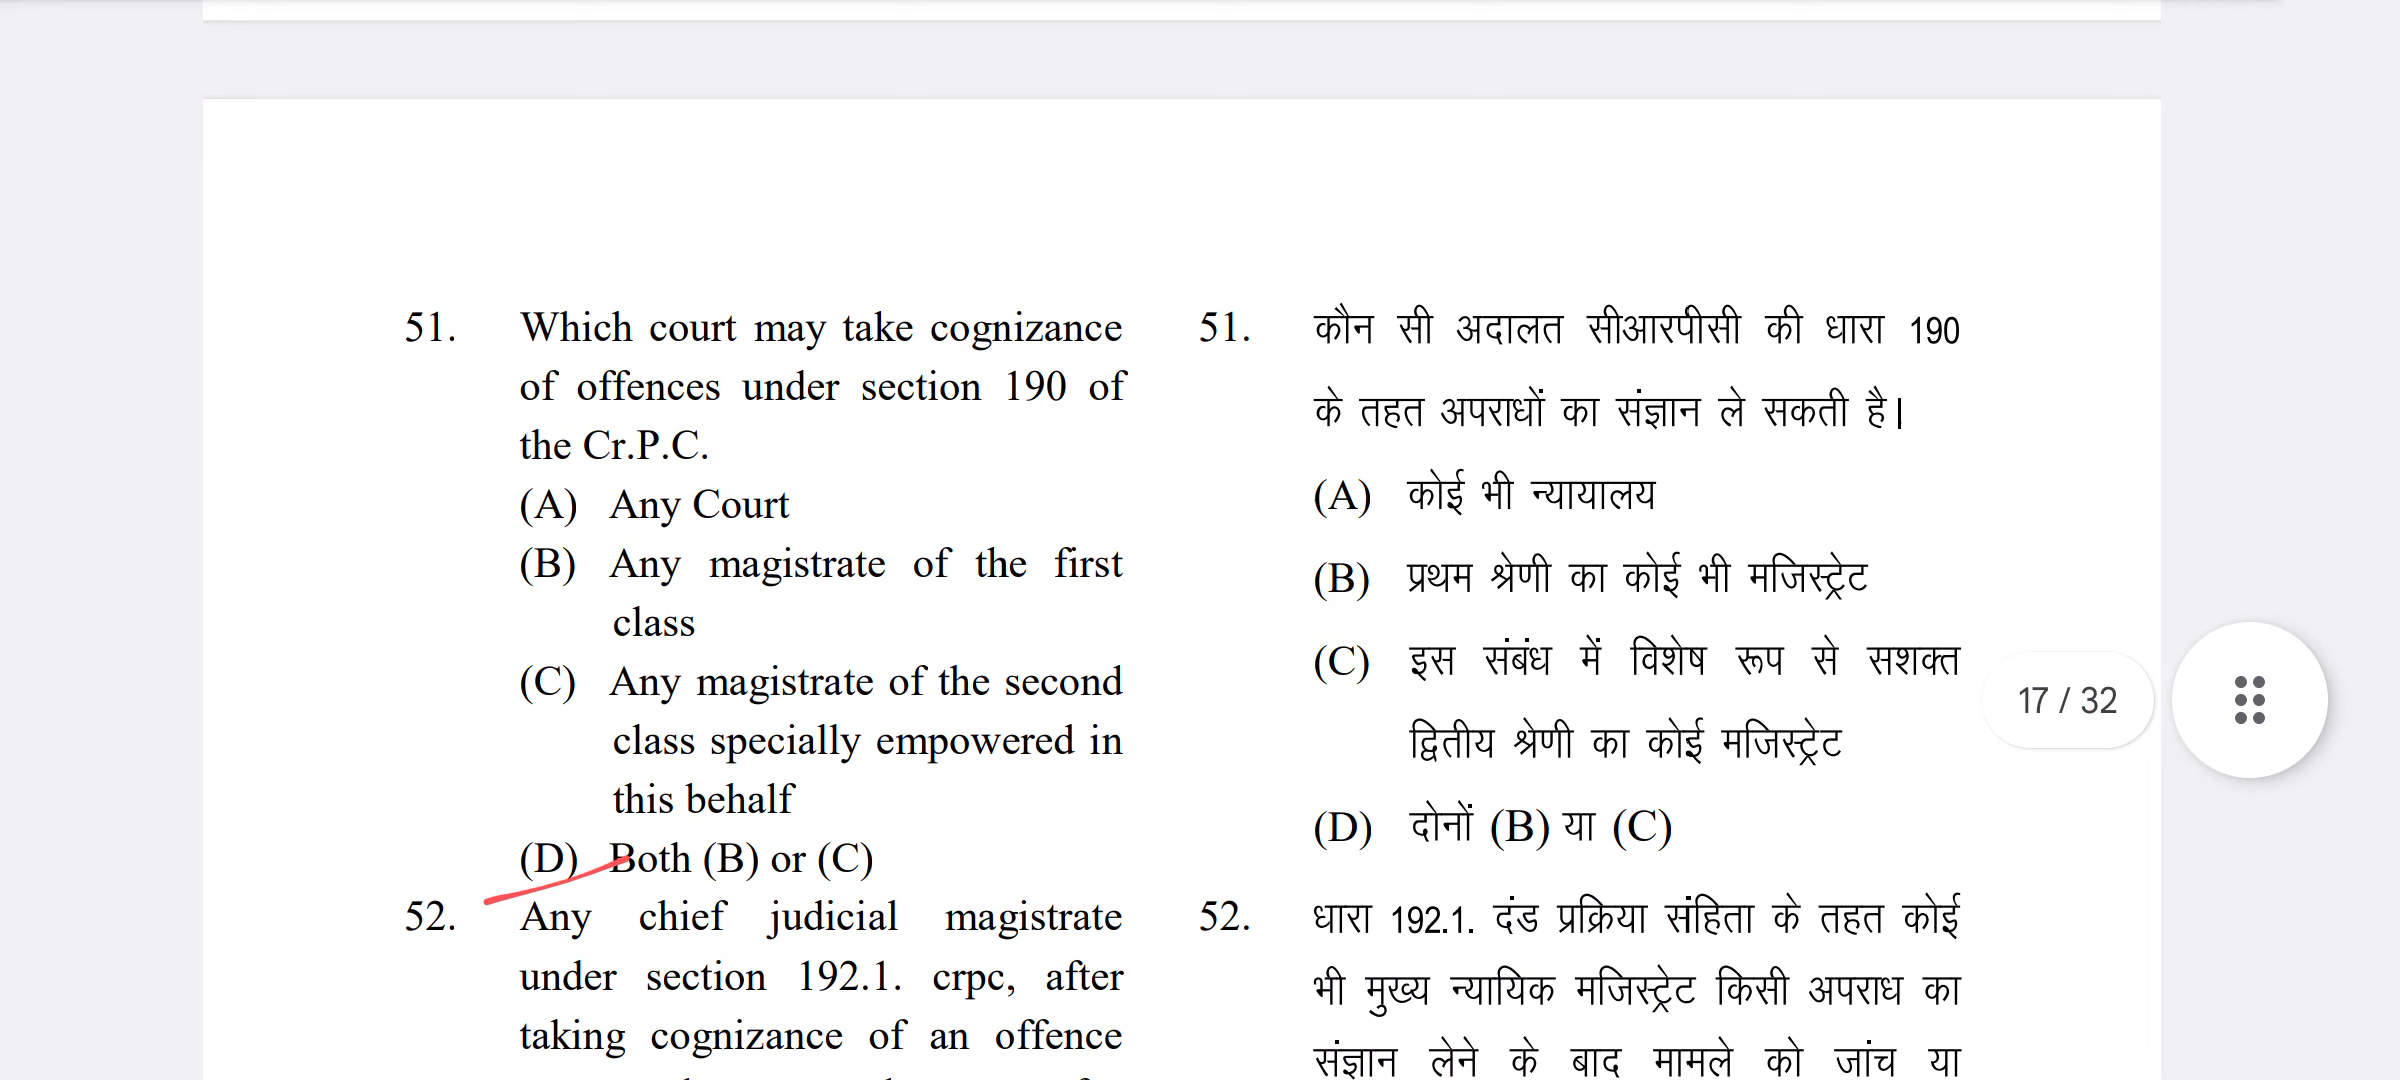 51. Which court may take cognizance
of offences under section 190 of
the Cr.P.C.
(A) Any Court
(B) Any magistrate of the first
class
(C) Any magistrate of the second
class specially empowered in
this behalf
(D) Both (B) or (C)
52. Any chief judicial magistrate
under section 192.1. crpc, after
taking cognizance of an offence
51. कौन सी अदालत सीआरपीसी की धारा 190
के तहत अपराधों का संज्ञान ले सकती है।
(A) कोई भी न्यायालय
(B) प्रथम श्रेणी का कोई भी मजिस्ट्रेट
(C) इस संबंध में विशेष रूप से सशक्त
द्वितीय श्रेणी का कोई मजिस्ट्रेट
(D) दोनों (B) या (C)
52. धारा 192.1. दंड प्रक्रिया संहिता के तहत कोई
भी मुख्य न्यायिक मजिस्ट्रेट किसी अपराध का
संज्ञान लेने के बाद मामले को जांच या
17 / 32